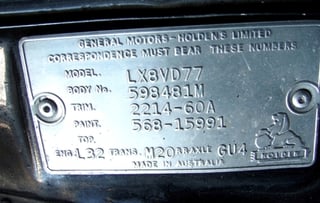 GENERAL MOTORS - HOLDEN'S LIMITED
CORRESPONDENCE MUST BEAR THESE NUMBERS
MODEL. LX8VD77
BODY No. 598481M
TRIM. 2214-60A
PAINT. 568-15991
TOP.
ENG. L32 TRANS. M20 RR.AXLE GU4
HOLDEN
MADE IN AUSTRALIA